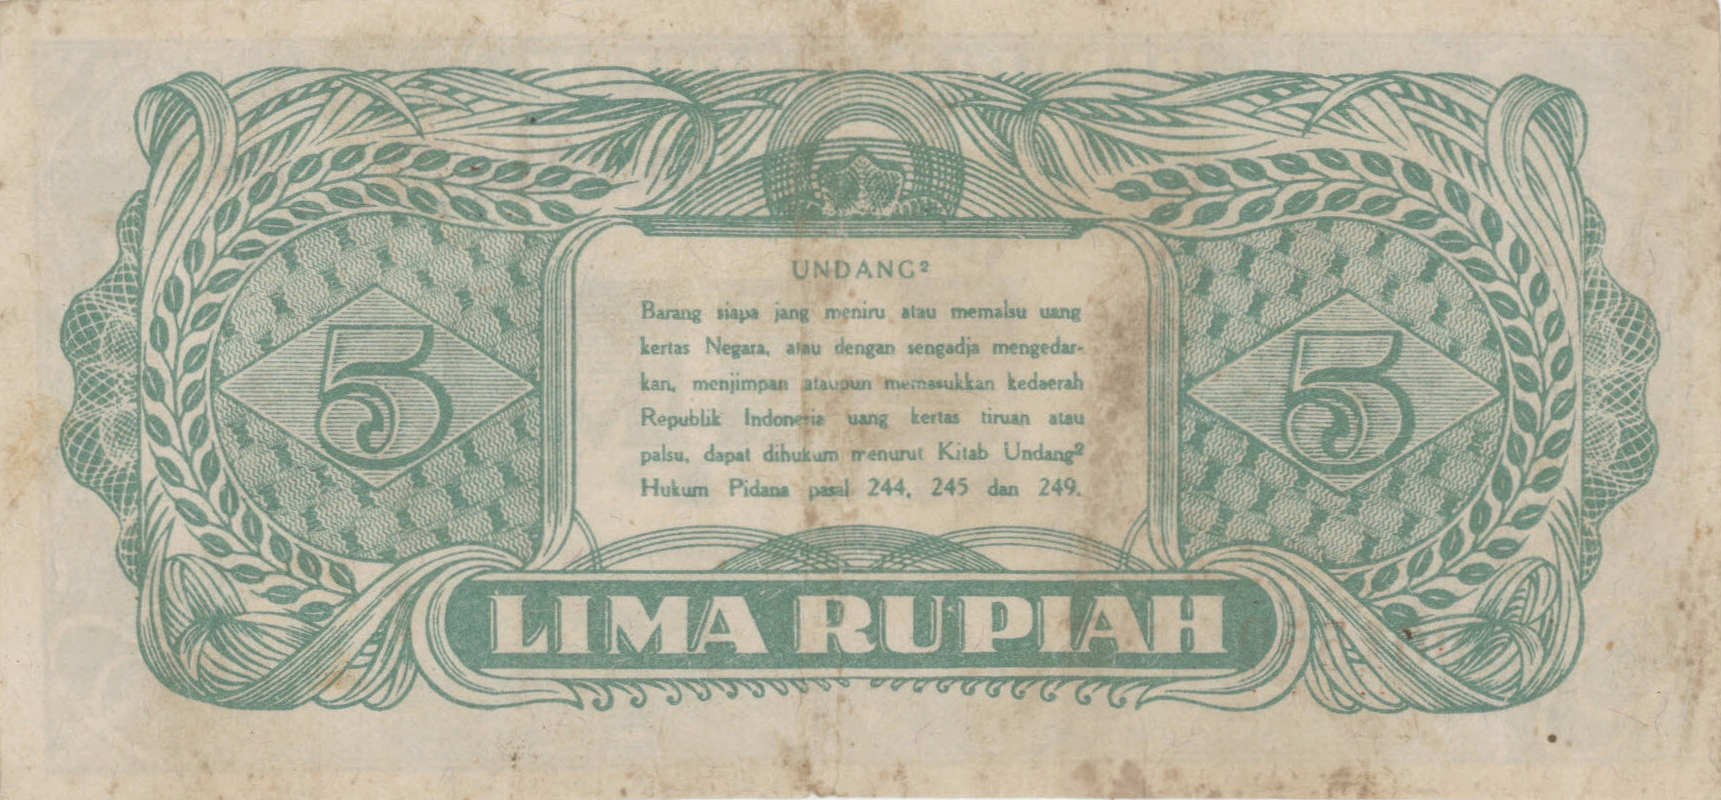 UNDANG²
Barang siapa jang meniru atau memalsu uang
kertas Negara, atau dengan sengadja mengedar-
kan, menjimpan ataupun memasukkan kedaerah
Republik Indonesia uang kertas tiruan atau
palsu, dapat dihukum menurut Kitab Undang²
Hukum Pidana pasal 244, 245 dan 249.
5
5
LIMA RUPIAH